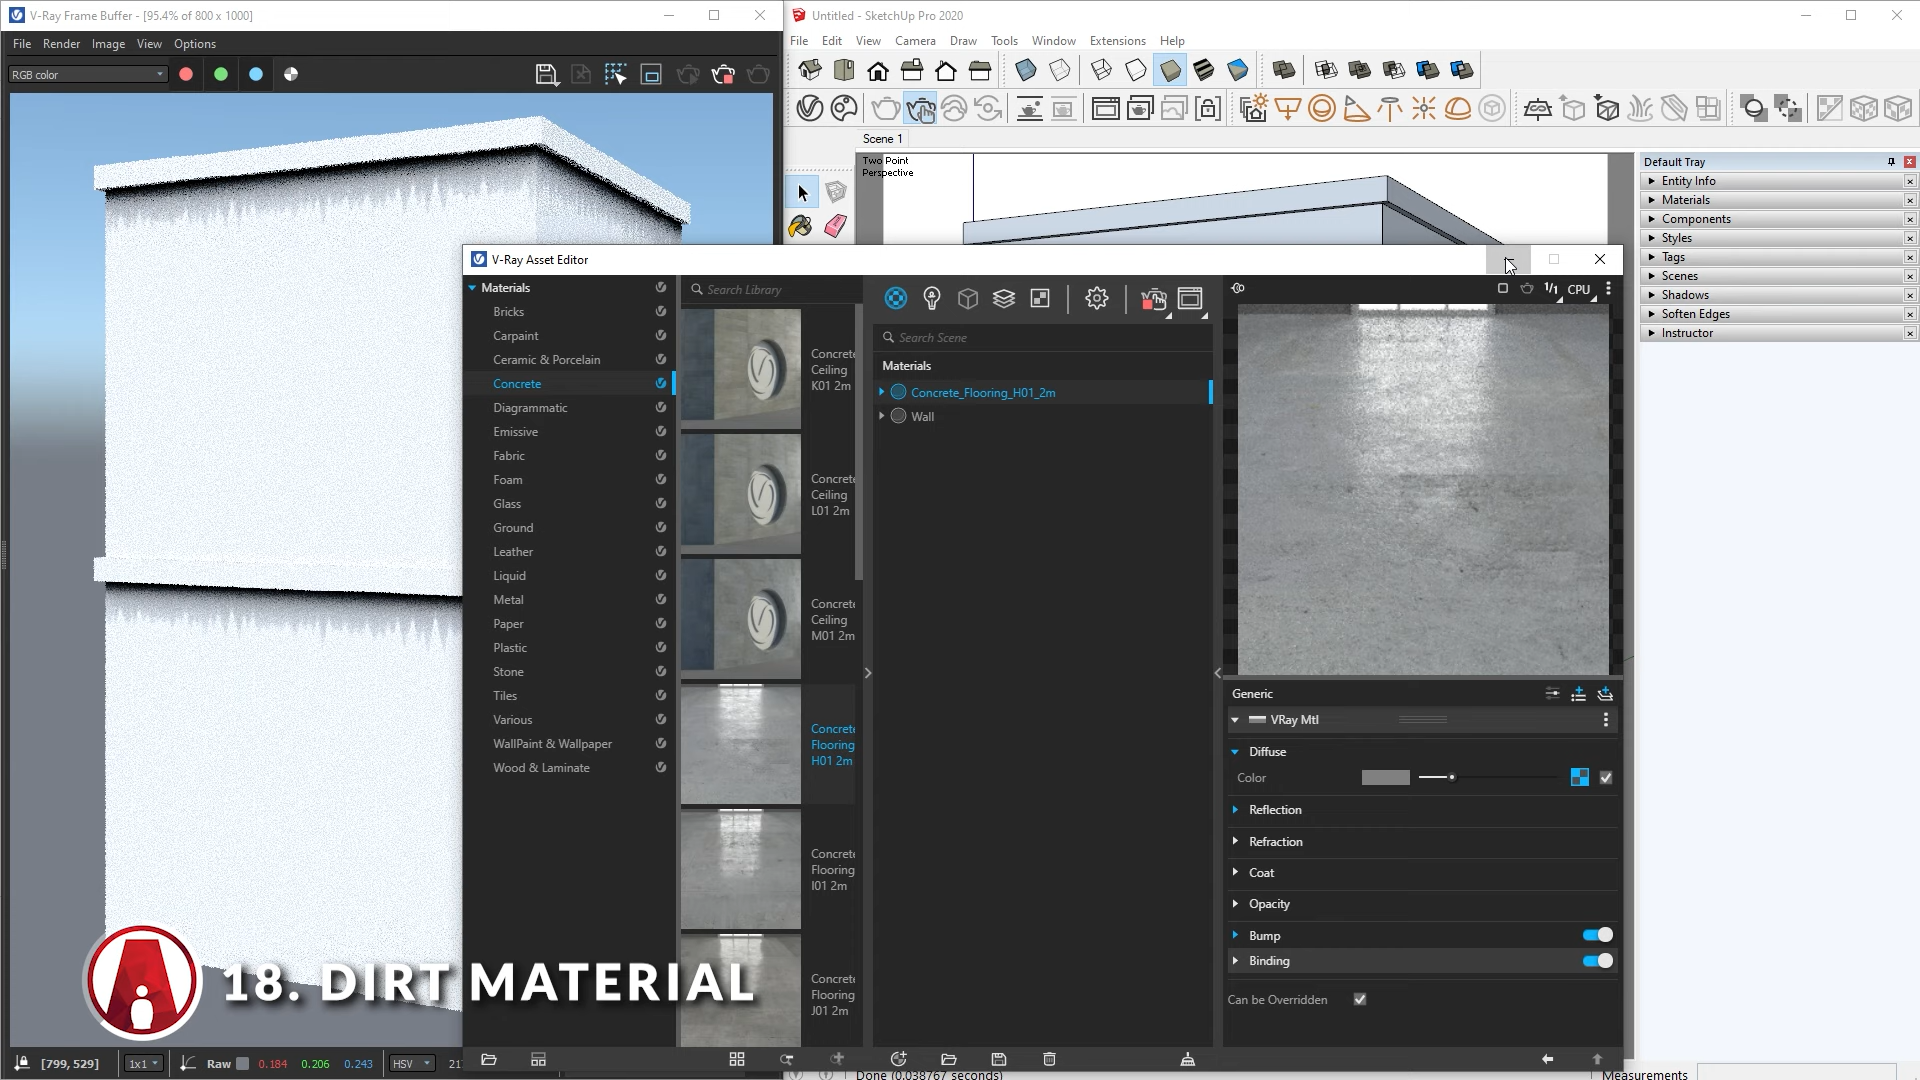 V-Ray Frame Buffer - [95.4% of 800 x 1000]
File Render Image View Options
RGB color
Untitled - SketchUp Pro 2020
File Edit View Camera Draw Tools Window Extensions Help
Scene 1
Two Point
Perspective
Default Tray
Entity Info
Materials
Components
Styles
Tags
Scenes
Shadows
Soften Edges
Instructor
V-Ray Asset Editor
Materials
Bricks
Carpaint
Ceramic & Porcelain
Concrete
Diagrammatic
Emissive
Fabric
Foam
Glass
Ground
Leather
Liquid
Metal
Paper
Plastic
Stone
Tiles
Various
WallPaint & Wallpaper
Wood & Laminate
Search Library
Concrete
Ceiling
K01 2m
Concrete
Ceiling
L01 2m
Concrete
Ceiling
M01 2m
Concrete
Flooring
H01 2m
Concrete
Flooring
I01 2m
Concrete
Flooring
J01 2m
Search Scene
Materials
Concrete_Flooring_H01_2m
Wall
1/1 CPU
Generic
VRay Mtl
Diffuse
Color
Reflection
Refraction
Coat
Opacity
Bump
Binding
Can be Overridden
18. DIRT MATERIAL
[799, 529] 1x1 Raw 0.184 0.206 0.243 HSV
Done (0.038767 seconds)
Measurements